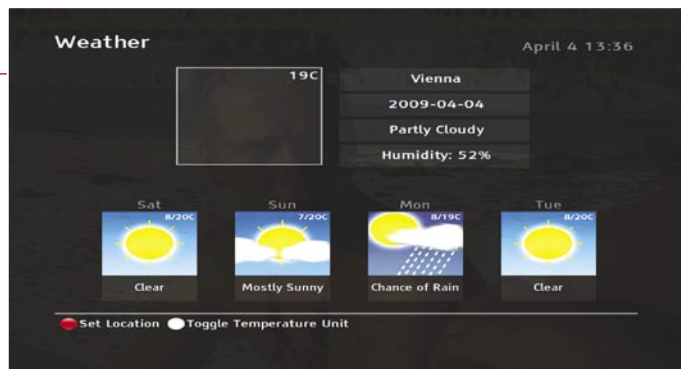 Weather
April 4 13:36
19C
Vienna
2009-04-04
Partly Cloudy
Humidity: 52%
Sat Sun Mon Tue
8/20C 7/20C 8/19C 8/20C
Clear Mostly Sunny Chance of Rain Clear
Set Location Toggle Temperature Unit